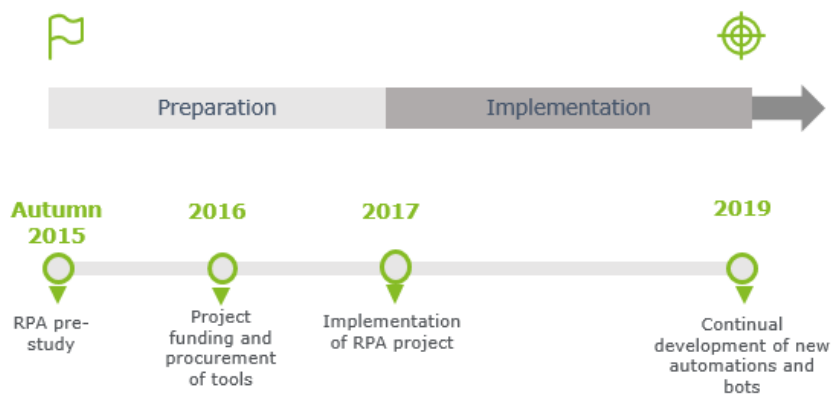 Preparation
Implementation
Autumn
2015
2016
2017
2019
RPA pre-
study
Project
funding and
procurement
of tools
Implementation
of RPA project
Continual
development of new
automations and
bots